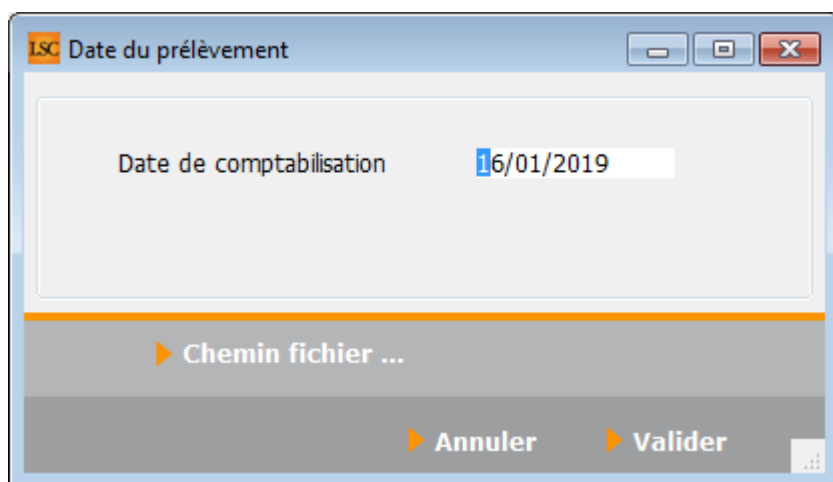 LSC Date du prélèvement
Date de comptabilisation 16/01/2019
Chemin fichier ...
Annuler Valider